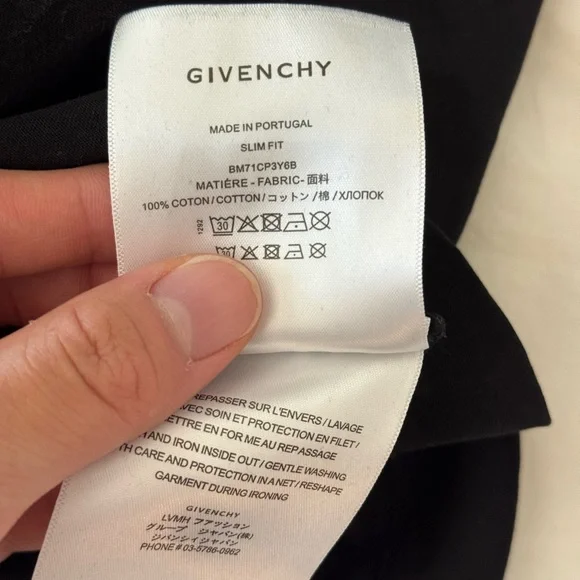 GIVENCHY
MADE IN PORTUGAL
SLIM FIT
BM71CP3Y6B
MATIÈRE - FABRIC- 面料
100% COTON/COTTON/コットン/棉/ХЛОПОК
1292
30
30
REPASSER SUR L'ENVERS / LAVAGE
AVEC SOIN ET PROTECTION EN FILET /
METTRE EN FORME AU REPASSAGE
AND IRON INSIDE OUT / GENTLE WASHING
WITH CARE AND PROTECTION IN A NET / RESHAPE
GARMENT DURING IRONING
GIVENCHY
LVMH ファッション
グループ ジャパン(株)
ジバンシイジャパン
PHONE # 03-5786-0962